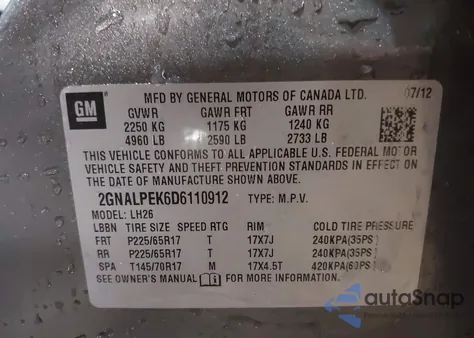 GM
MFD BY GENERAL MOTORS OF CANADA LTD. 07/12
GVWR GAWR FRT GAWR RR
2250 KG 1175 KG 1240 KG
4960 LB 2590 LB 2733 LB
THIS VEHICLE CONFORMS TO ALL APPLICABLE U.S. FEDERAL MOTOR
VEHICLE SAFETY AND THEFT PREVENTION STANDARDS IN EFFECT ON
THE DATE OF MANUFACTURE SHOWN ABOVE.
2GNALPEK6D6110912 TYPE: M.P.V.
MODEL: LH26
LBBN TIRE SIZE SPEED RTG RIM COLD TIRE PRESSURE
FRT P225/65R17 T 17X7J 240KPA(35PS )
RR P225/65R17 T 17X7J 240KPA(35PS )
SPA T145/70R17 M 17X4.5T 420KPA(60PS )
SEE OWNER'S MANUAL FOR MORE INFORMATION.
autoSnap